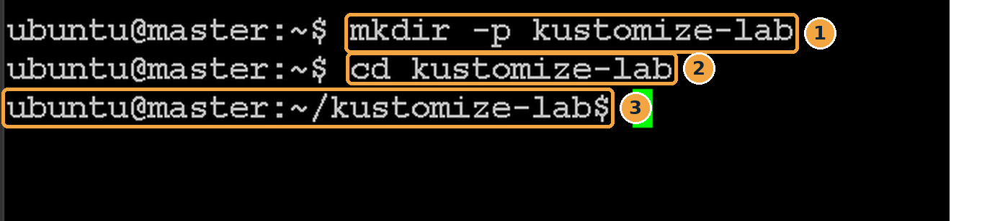 ubuntu@master:~$ mkdir -p kustomize-lab 1
ubuntu@master:~$ cd kustomize-lab 2
ubuntu@master:~/kustomize-lab$ 3